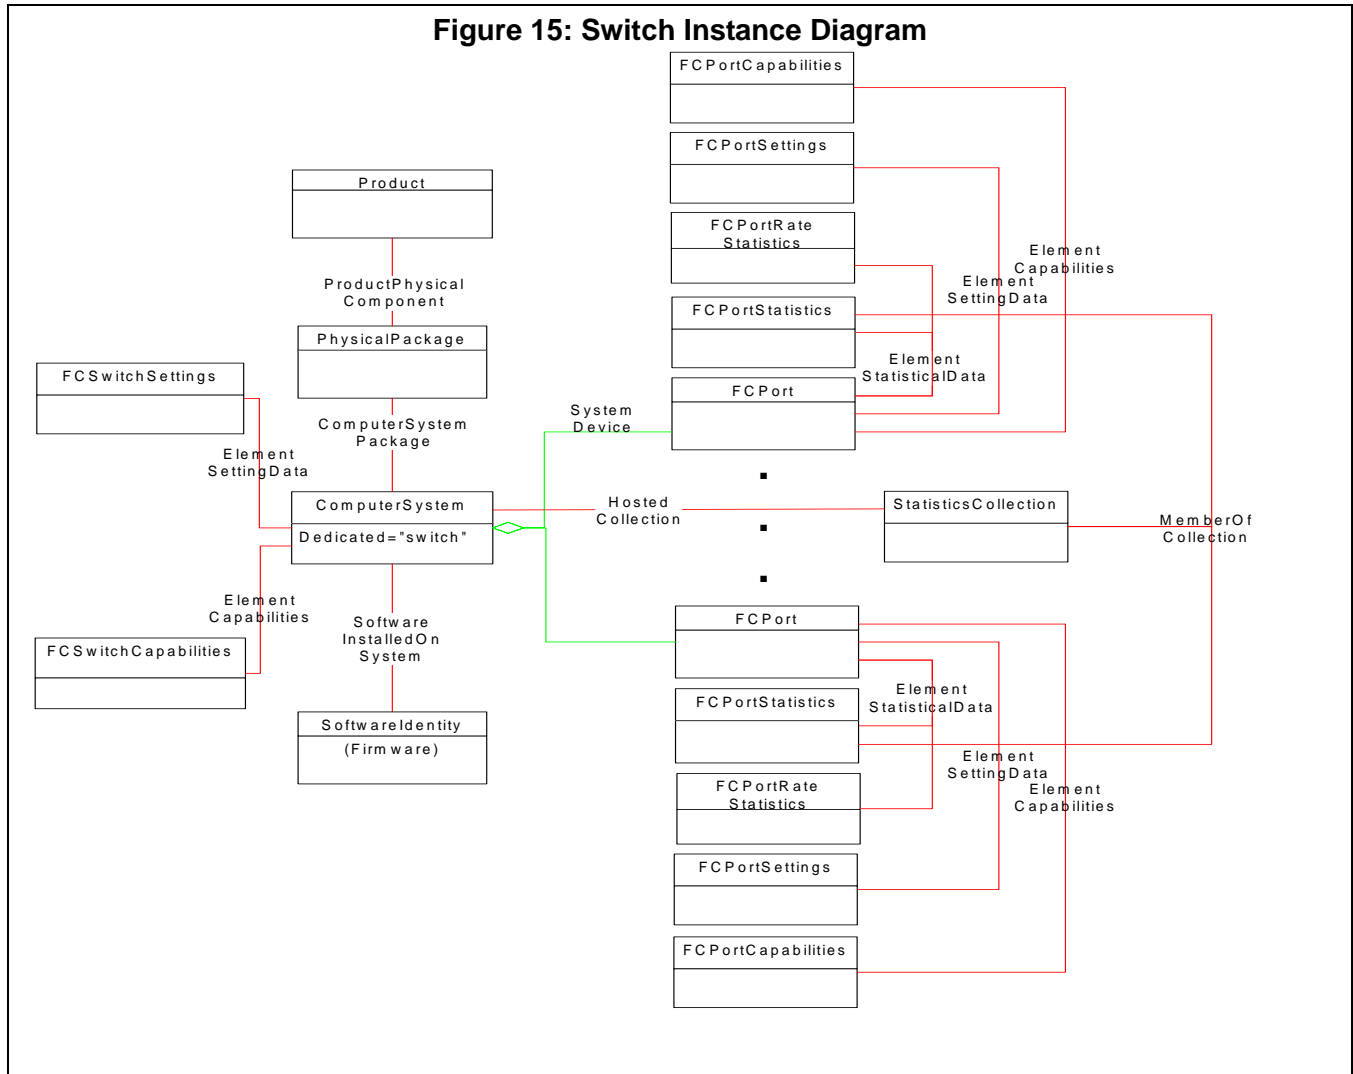 Figure 15: Switch Instance Diagram
FCPortCapabilities
FCPortSettings
Product
FCPortRate
Statistics
Element
Capabilities
ProductPhysical
Component
Element
SettingData
FCPortStatistics
PhysicalPackage
Element
StatisticalData
FCSwitchSettings
FCPort
System
Device
ComputerSystem
Package
Element
SettingData
ComputerSystem
Dedicated="switch"
Hosted
Collection
StatisticsCollection
MemberOf
Collection
Element
Capabilities
Software
InstalledOn
System
FCPort
FCSwitchCapabilities
Element
StatisticalData
FCPortStatistics
SoftwareIdentity
(Firmware)
Element
SettingData
FCPortRate
Statistics
Element
Capabilities
FCPortSettings
FCPortCapabilities